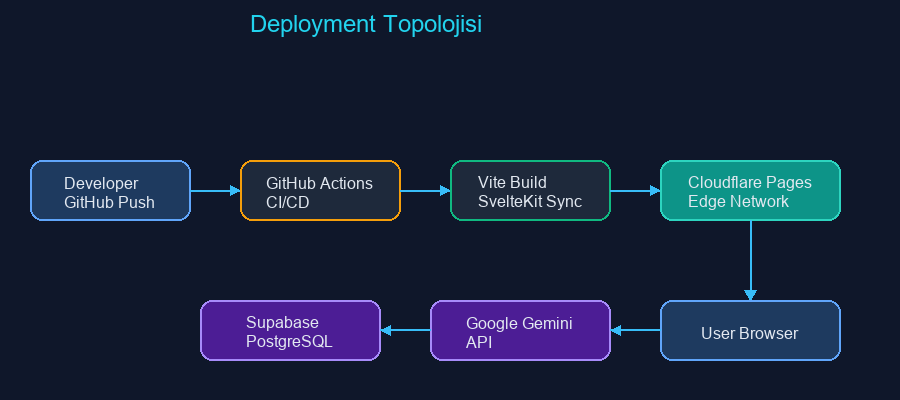 Deployment Topolojisi
Developer
GitHub Push
GitHub Actions
CI/CD
Vite Build
SvelteKit Sync
Cloudflare Pages
Edge Network
Supabase
PostgreSQL
Google Gemini
API
User Browser